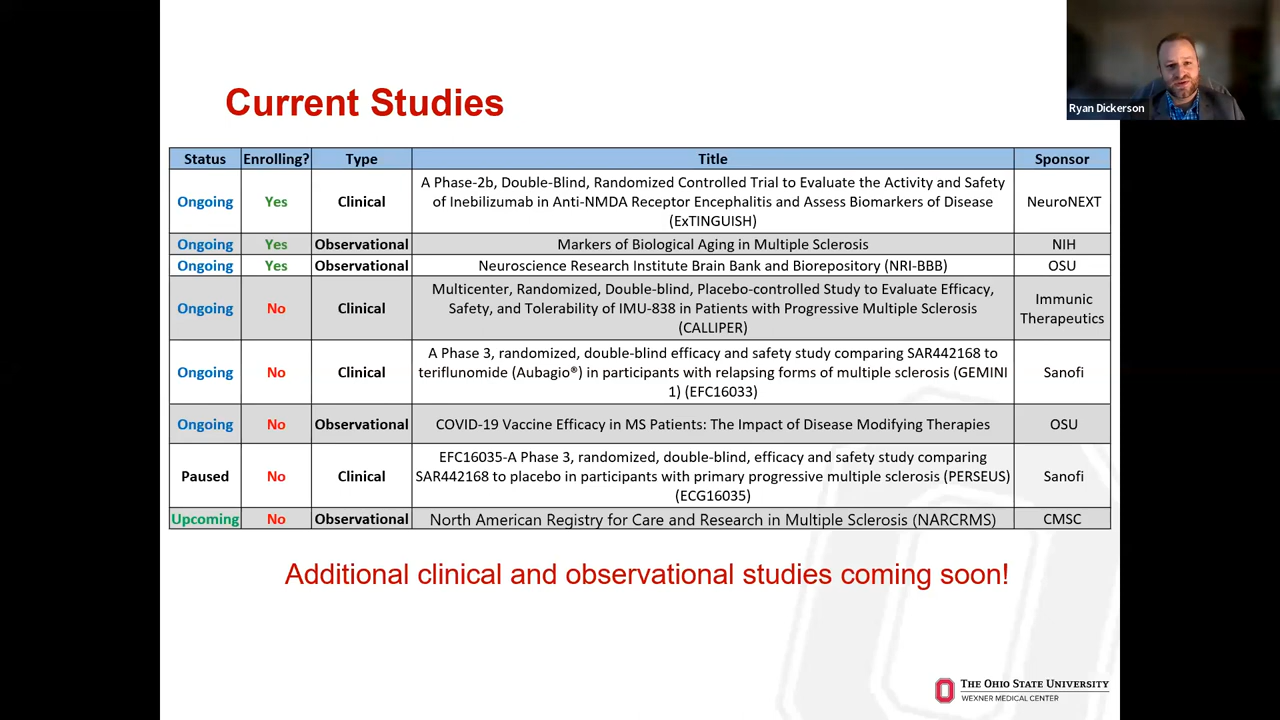 Ryan Dickerson
Current Studies
Status Enrolling? Type Title Sponsor
Ongoing Yes Clinical A Phase-2b, Double-Blind, Randomized Controlled Trial to Evaluate the Activity and Safety
of Inebilizumab in Anti-NMDA Receptor Encephalitis and Assess Biomarkers of Disease
(ExTINGUISH) NeuroNEXT
Ongoing Yes Observational Markers of Biological Aging in Multiple Sclerosis NIH
Ongoing Yes Observational Neuroscience Research Institute Brain Bank and Biorepository (NRI-BBB) OSU
Ongoing No Clinical Multicenter, Randomized, Double-blind, Placebo-controlled Study to Evaluate Efficacy,
Safety, and Tolerability of IMU-838 in Patients with Progressive Multiple Sclerosis
(CALLIPER) Immunic
Therapeutics
Ongoing No Clinical A Phase 3, randomized, double-blind efficacy and safety study comparing SAR442168 to
teriflunomide (Aubagio®) in participants with relapsing forms of multiple sclerosis (GEMINI
1) (EFC16033) Sanofi
Ongoing No Observational COVID-19 Vaccine Efficacy in MS Patients: The Impact of Disease Modifying Therapies OSU
Paused No Clinical EFC16035-A Phase 3, randomized, double-blind, efficacy and safety study comparing
SAR442168 to placebo in participants with primary progressive multiple sclerosis (PERSEUS)
(ECG16035) Sanofi
Upcoming No Observational North American Registry for Care and Research in Multiple Sclerosis (NARCRMS) CMSC
Additional clinical and observational studies coming soon!
THE OHIO STATE UNIVERSITY
WEXNER MEDICAL CENTER